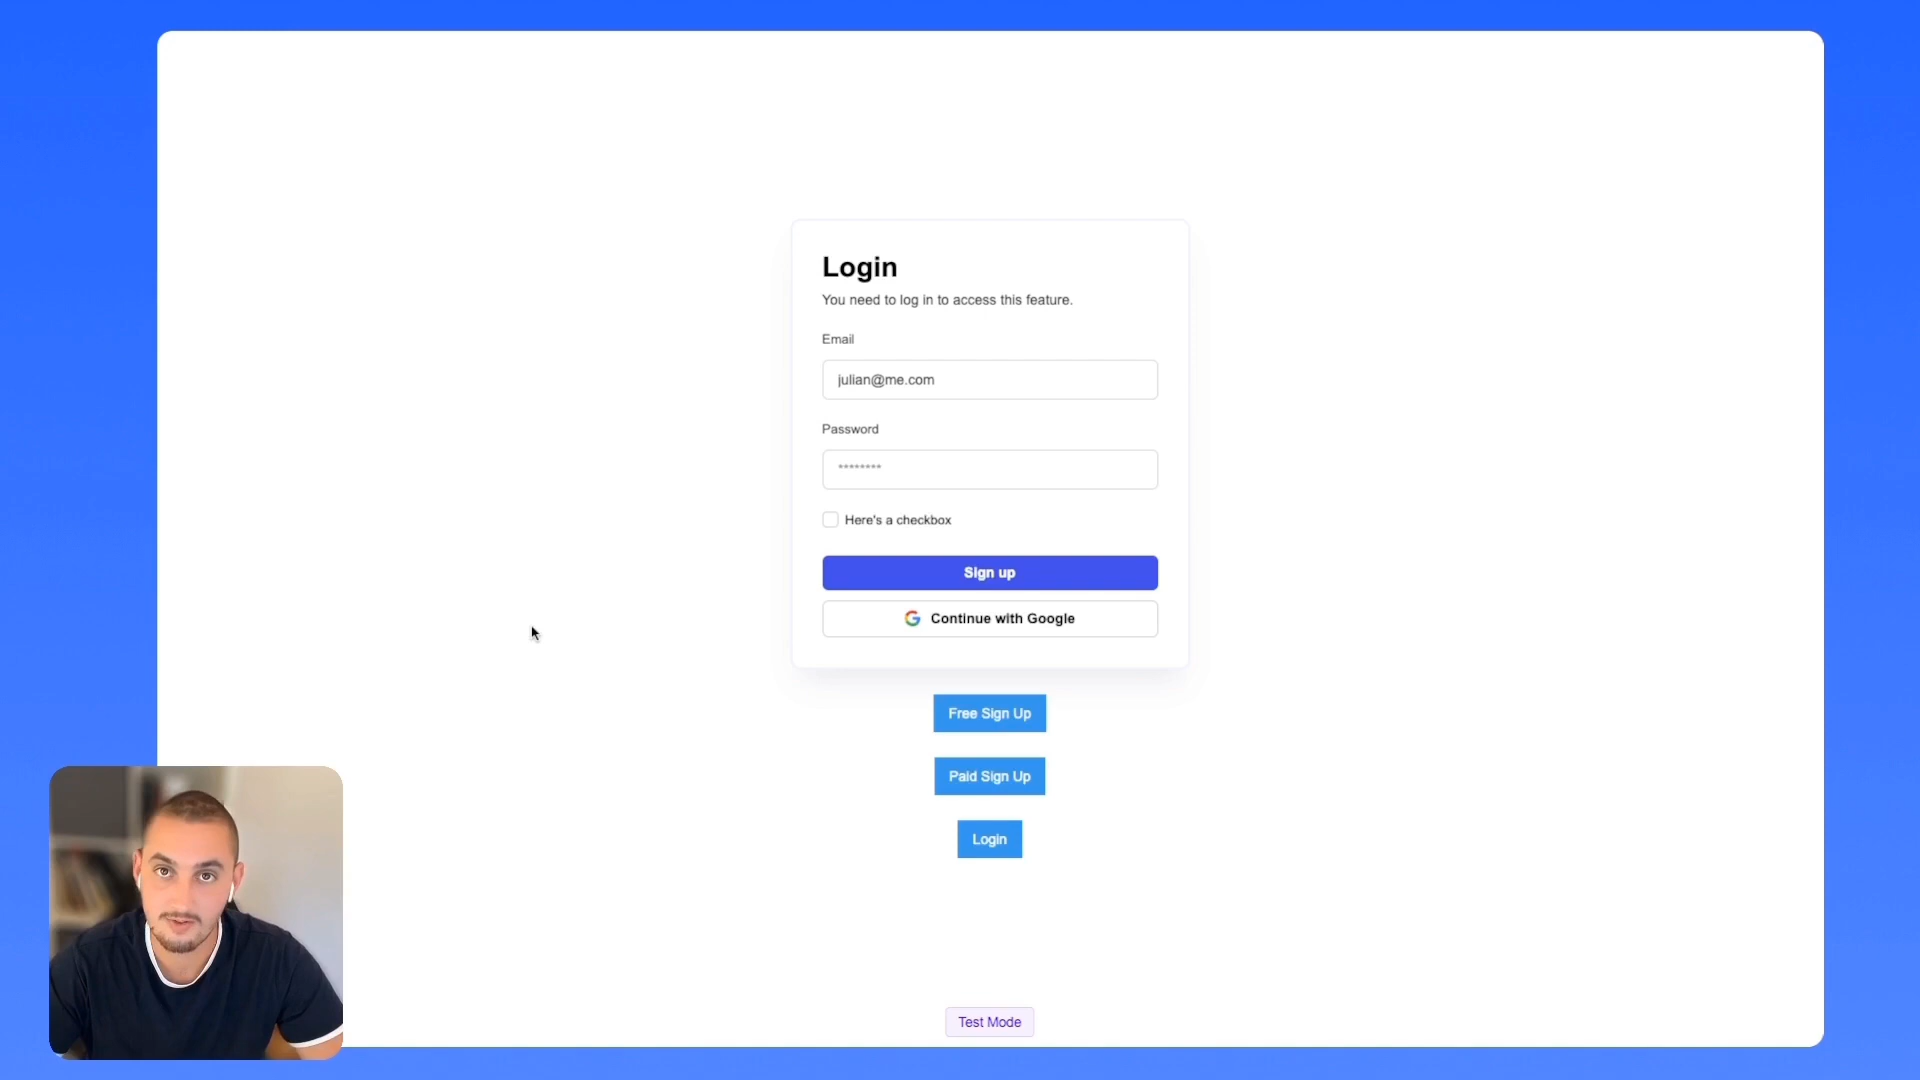 Login
You need to log in to access this feature.
Email
julian@me.com
Password
********
Here's a checkbox
Sign up
Continue with Google
Free Sign Up
Paid Sign Up
Login
Test Mode